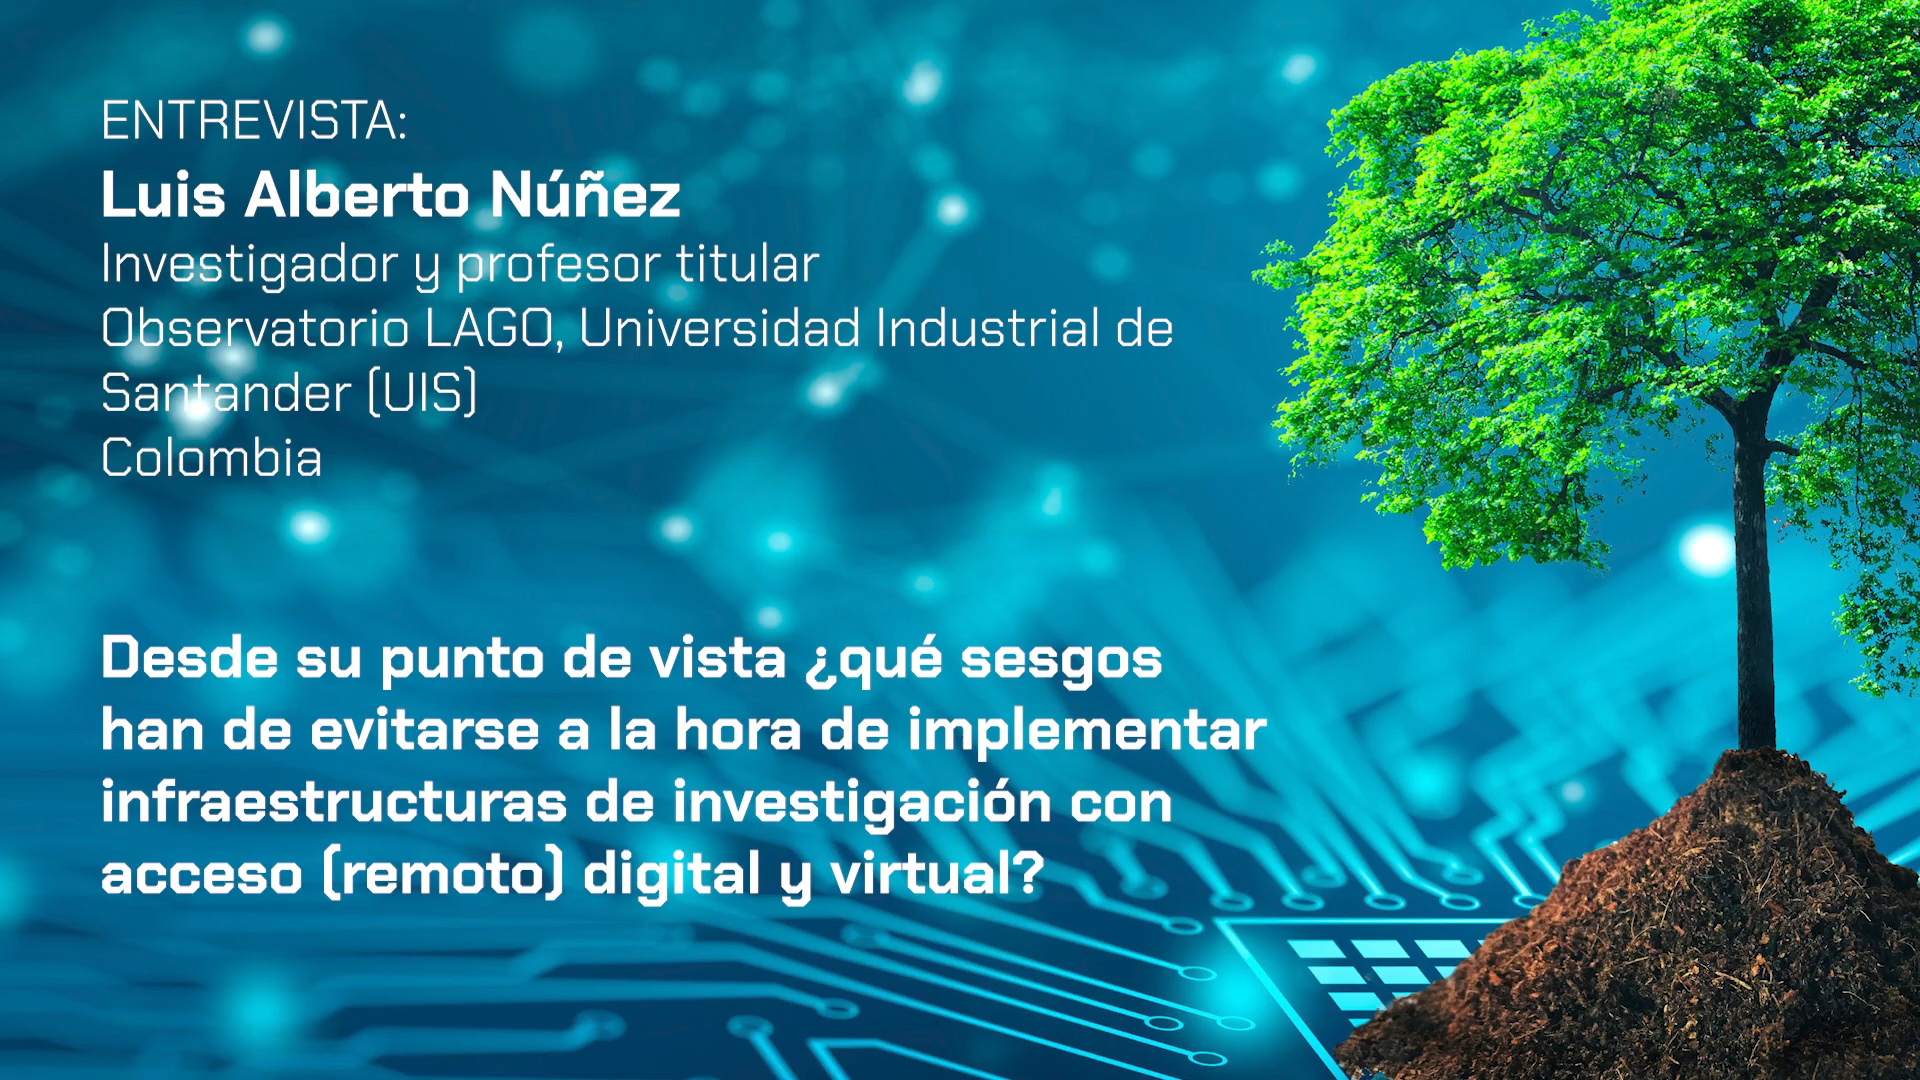 ENTREVISTA:
Luis Alberto Núñez
Investigador y profesor titular
Observatorio LAGO, Universidad Industrial de
Santander (UIS)
Colombia
Desde su punto de vista ¿qué sesgos
han de evitarse a la hora de implementar
infraestructuras de investigación con
acceso (remoto) digital y virtual?